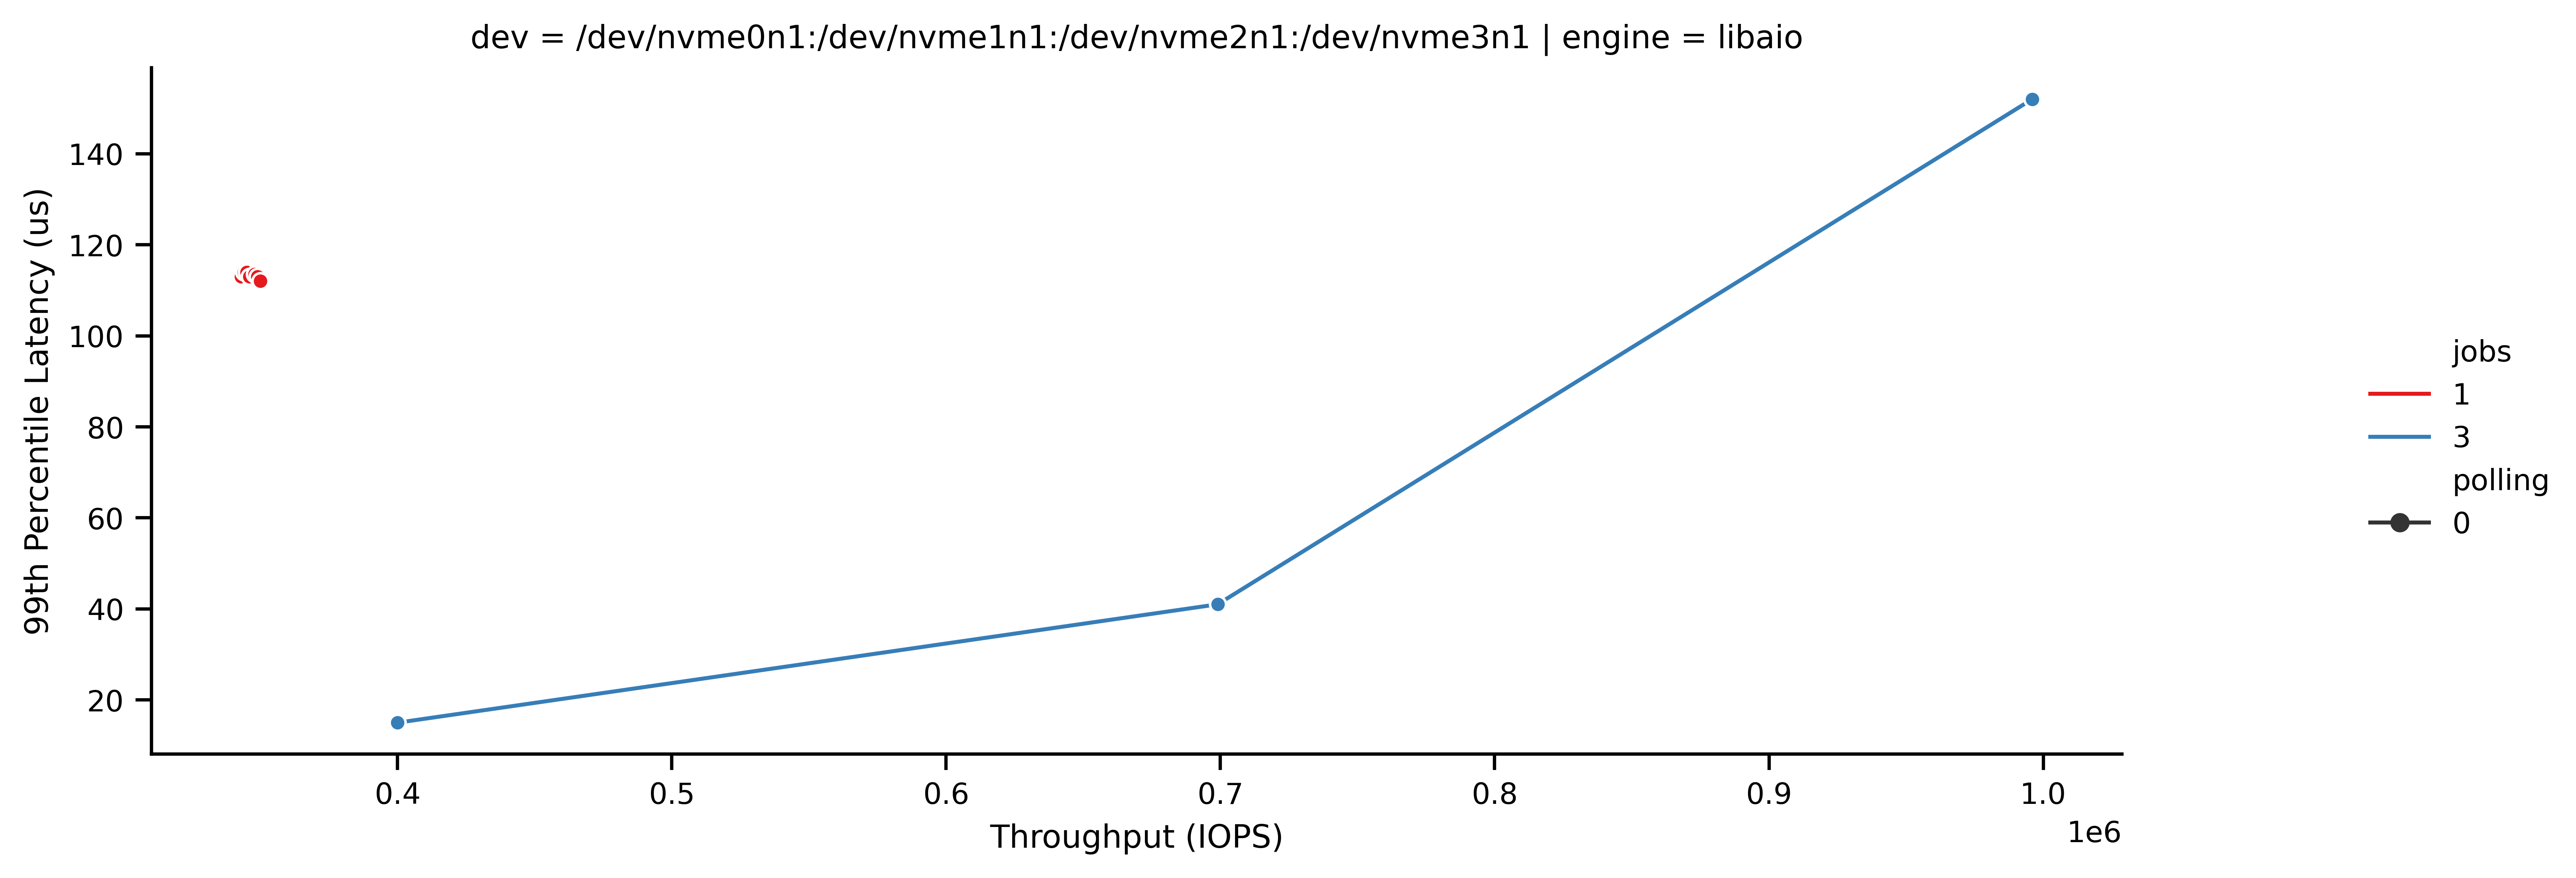 dev = /dev/nvme0n1:/dev/nvme1n1:/dev/nvme2n1:/dev/nvme3n1 | engine = libaio
99th Percentile Latency (us)
140
120
100
80
60
40
20
0.4
0.5
0.6
0.7
0.8
0.9
1.0
1e6
Throughput (IOPS)
jobs
1
3
polling
0